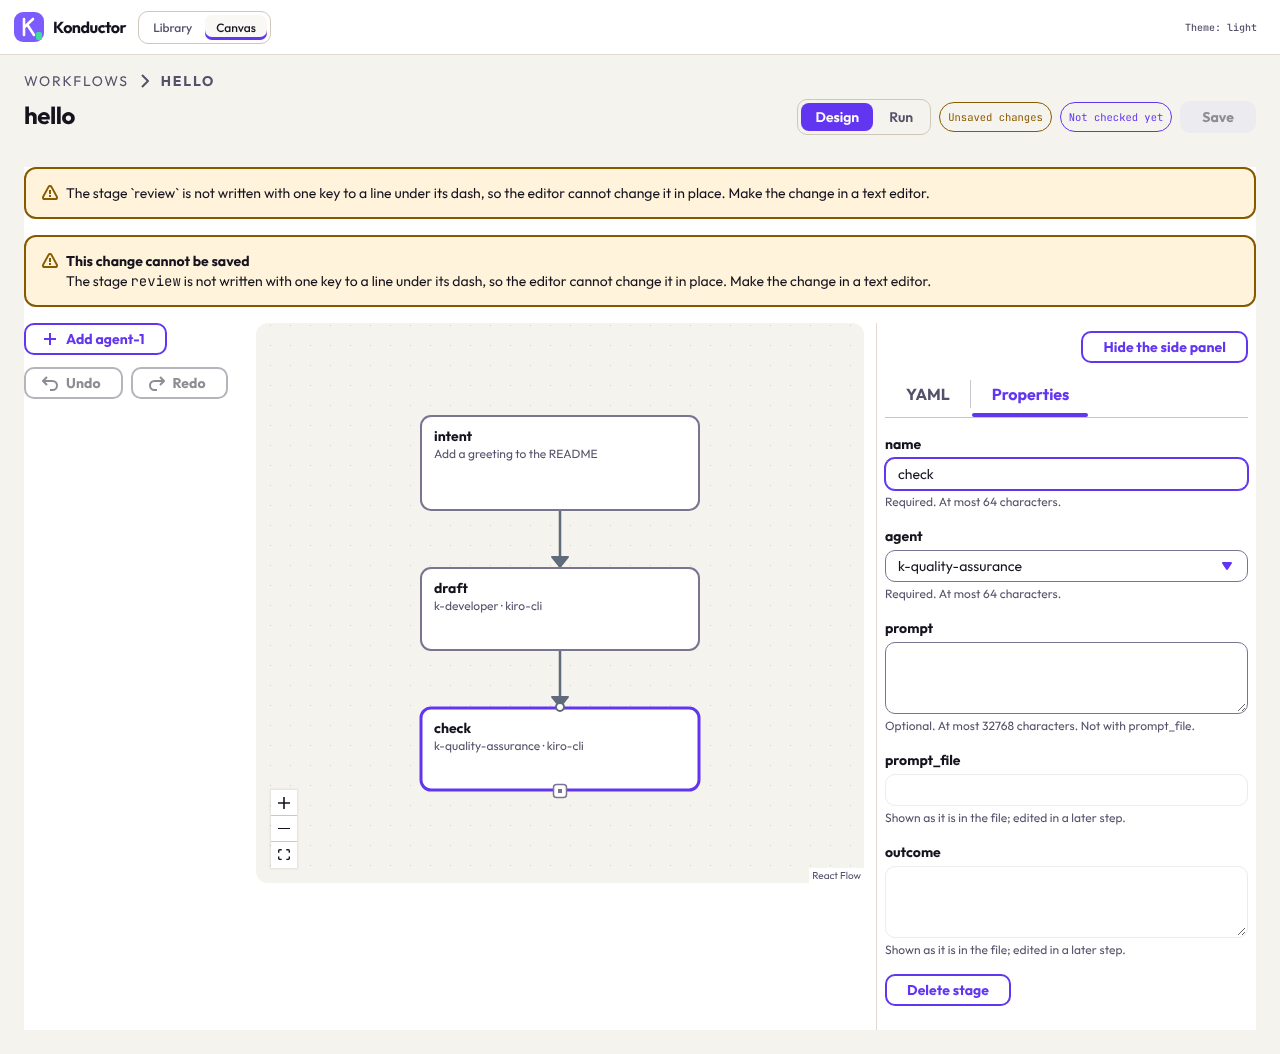 Konductor
Library
Canvas
Theme: light
WORKFLOWS > HELLO
hello
Design
Run
Unsaved changes
Not checked yet
Save
The stage `review` is not written with one key to a line under its dash, so the editor cannot change it in place. Make the change in a text editor.
This change cannot be saved
The stage review is not written with one key to a line under its dash, so the editor cannot change it in place. Make the change in a text editor.
Add agent-1
Undo
Redo
intent
Add a greeting to the README
draft
k-developer · kiro-cli
check
k-quality-assurance · kiro-cli
React Flow
Hide the side panel
YAML
Properties
name
check
Required. At most 64 characters.
agent
k-quality-assurance
Required. At most 64 characters.
prompt
Optional. At most 32768 characters. Not with prompt_file.
prompt_file
Shown as it is in the file; edited in a later step.
outcome
Shown as it is in the file; edited in a later step.
Delete stage